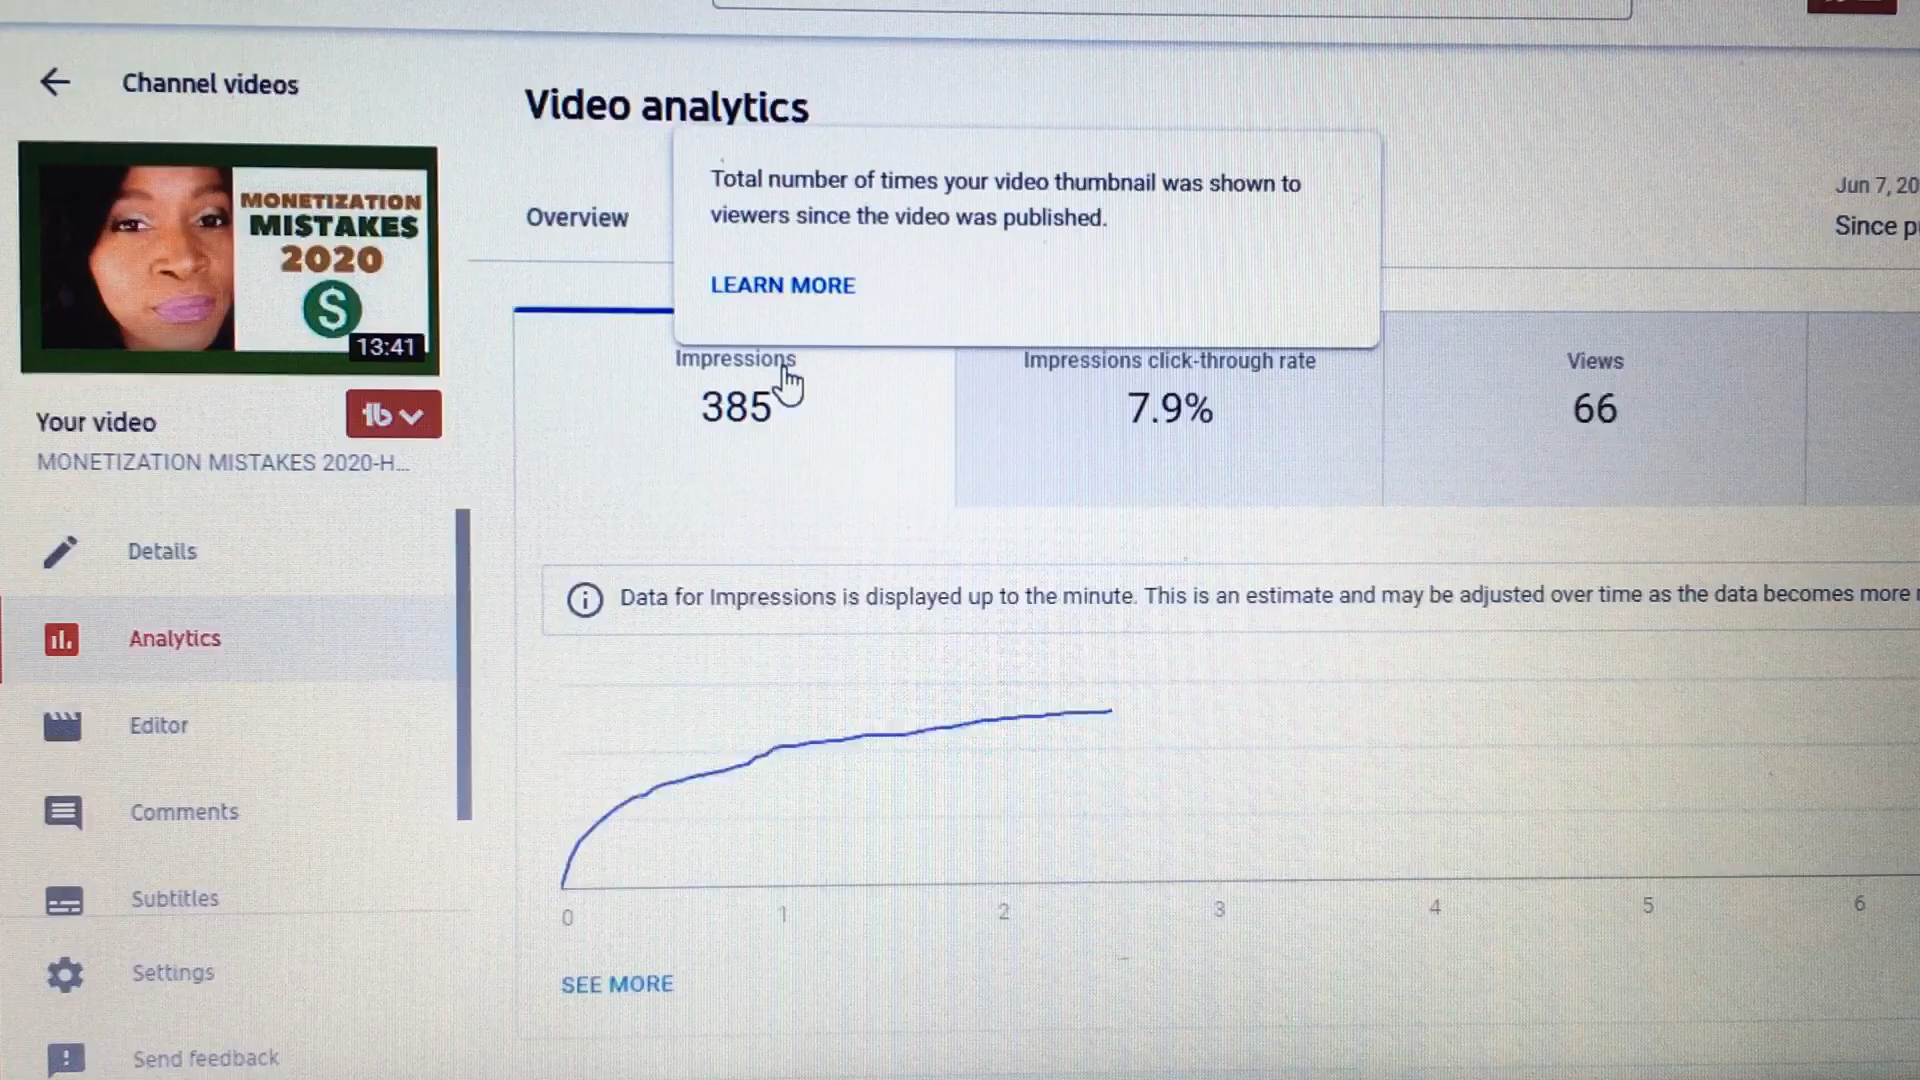 Channel videos
Video analytics
MONETIZATION
MISTAKES
2020
$
13:41
Total number of times your video thumbnail was shown to
viewers since the video was published.
LEARN MORE
Overview
Jun 7, 20
Since p
Impressions
385
Impressions click-through rate
7.9%
Views
66
Your video
tb
MONETIZATION MISTAKES 2020-H...
Details
Analytics
Editor
Comments
Subtitles
Settings
Send feedback
Data for Impressions is displayed up to the minute. This is an estimate and may be adjusted over time as the data becomes more
0 1 2 3 4 5 6
SEE MORE